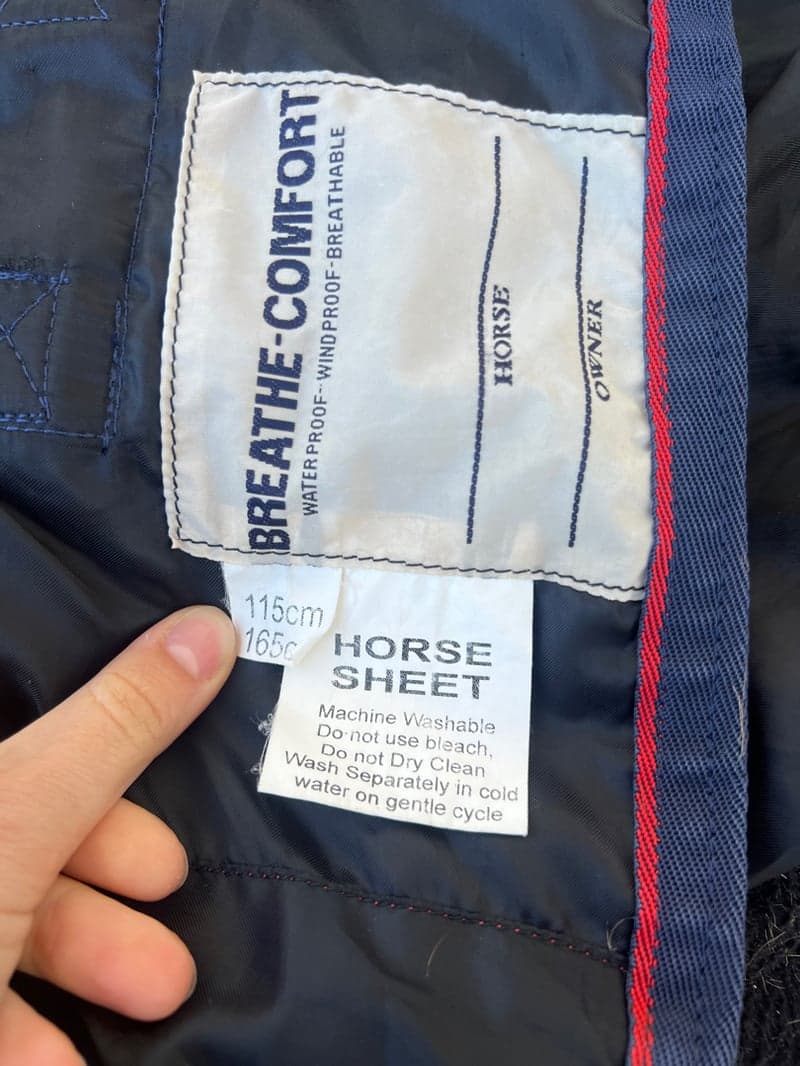 BREATHE-COMFORT
WATERPROOF-WINDPROOF-BREATHABLE
HORSE
OWNER
115cm
165c
HORSE
SHEET
Machine Washable
Do not use bleach,
Do not Dry Clean
Wash Separately in cold
water on gentle cycle